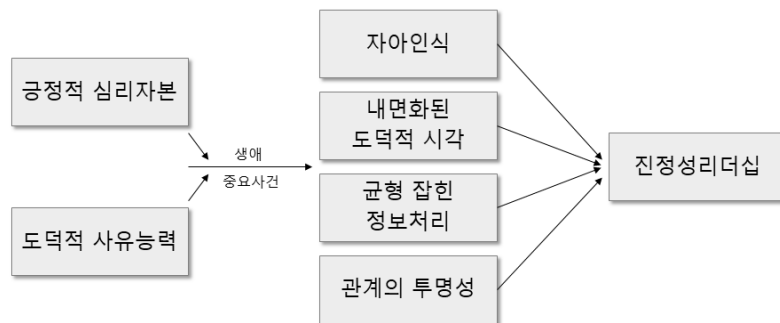 긍정적 심리자본
도덕적 사유능력
생애
중요사건
자아인식
내면화된
도덕적 시각
균형 잡힌
정보처리
관계의 투명성
진정성리더십